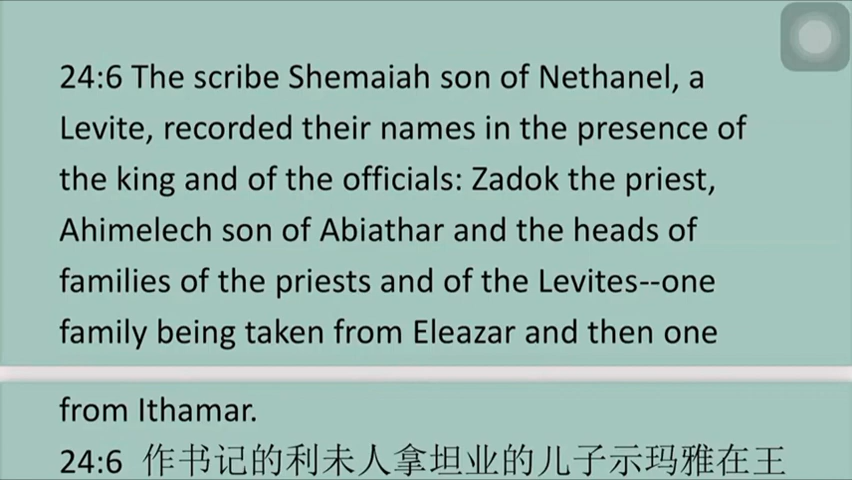 24:6 The scribe Shemaiah son of Nethanel, a
Levite, recorded their names in the presence of
the king and of the officials: Zadok the priest,
Ahimelech son of Abiathar and the heads of
families of the priests and of the Levites--one
family being taken from Eleazar and then one
from Ithamar.
24:6 作书记的利未人拿坦业的儿子示玛雅在王